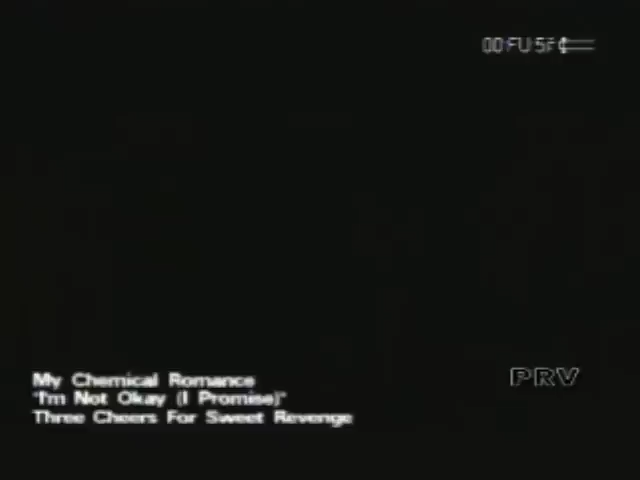 My Chemical Romance
"I'm Not Okay (I Promise)"
Three Cheers For Sweet Revenge
PRV